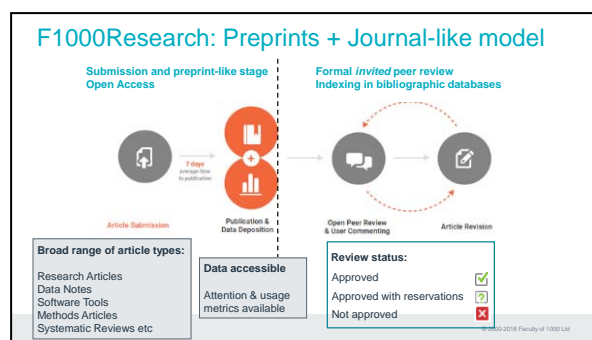 F1000Research: Preprints + Journal-like model
Submission and preprint-like stage
Open Access
Formal invited peer review
Indexing in bibliographic databases
7 days
average time
to publication
Article Submission
Publication &
Data Deposition
Open Peer Review
& User Commenting
Article Revision
Broad range of article types:
Research Articles
Data Notes
Software Tools
Methods Articles
Systematic Reviews etc
Data accessible
Attention & usage
metrics available
Review status:
Approved
Approved with reservations
Not approved
© 2000-2018 Faculty of 1000 Ltd